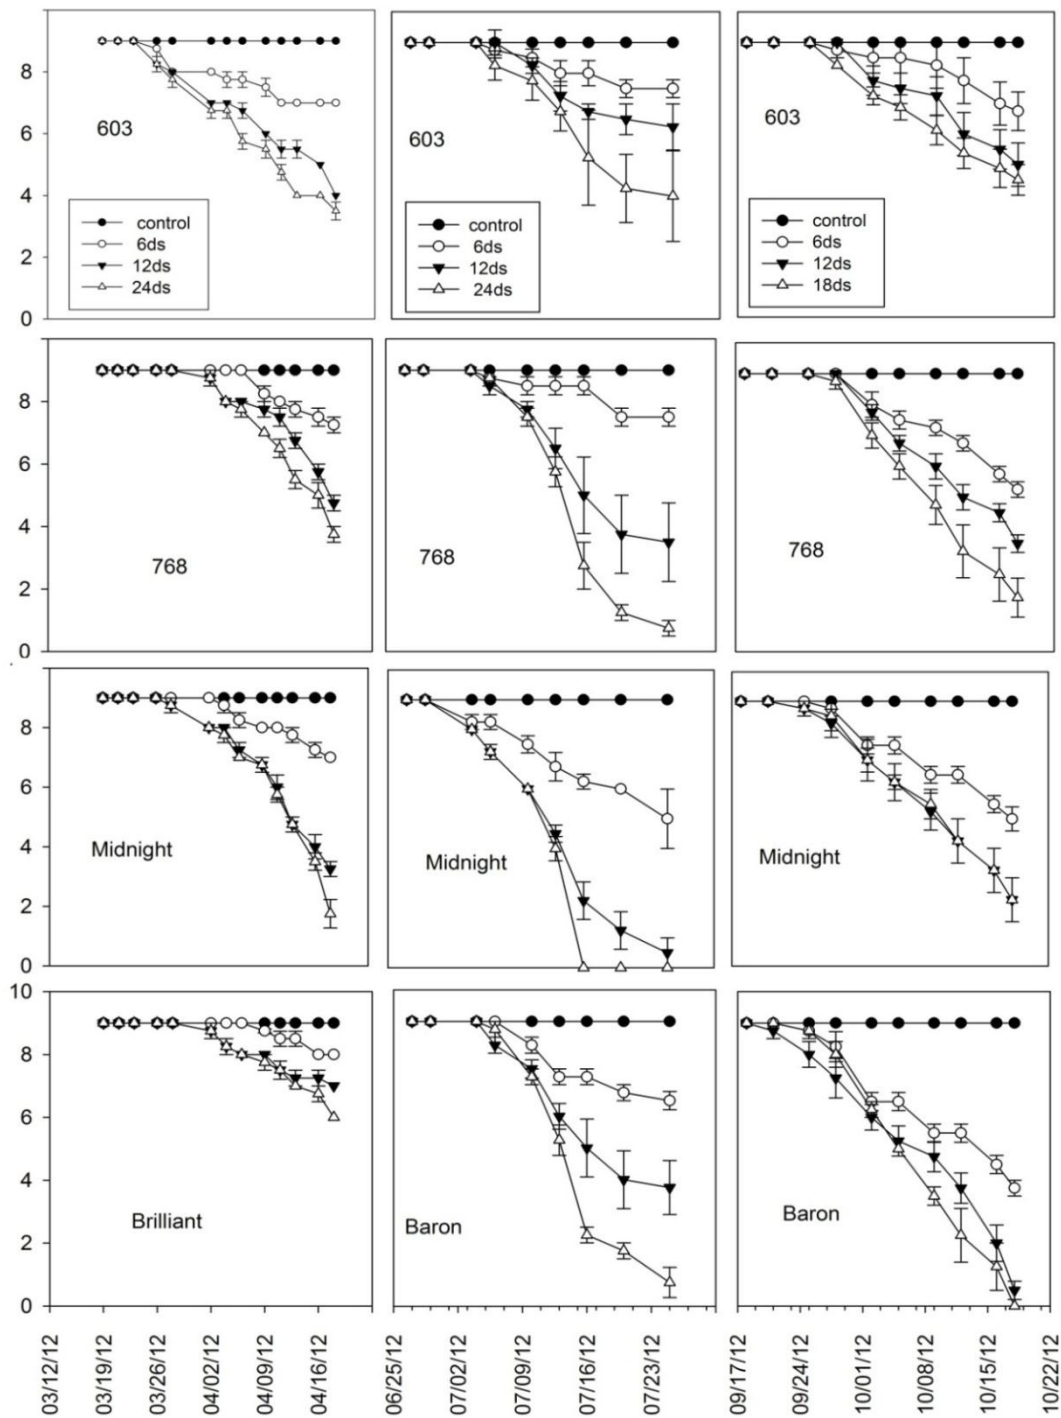 8
6
4
2
0
603
control
6ds
12ds
24ds
603
control
6ds
12ds
24ds
603
control
6ds
12ds
18ds
8
6
4
2
0
768
768
768
8
6
4
2
0
Midnight
Midnight
Midnight
10
8
6
4
2
0
Brilliant
Baron
Baron
03/12/12
03/19/12
03/26/12
04/02/12
04/09/12
04/16/12
06/25/12
07/02/12
07/09/12
07/16/12
07/23/12
09/17/12
09/24/12
10/01/12
10/08/12
10/15/12
10/22/12